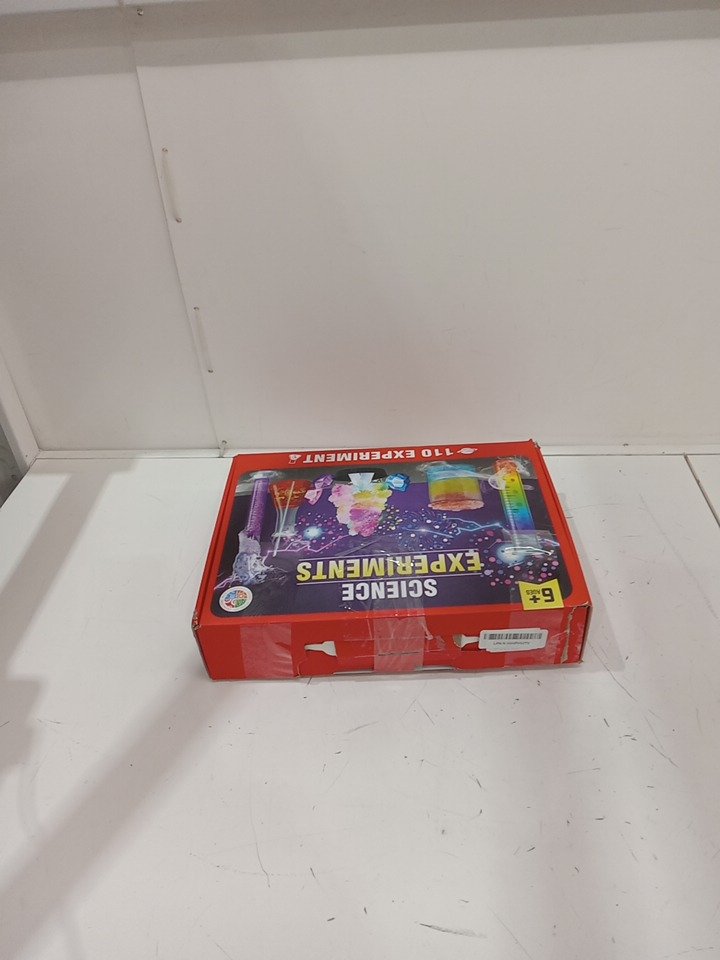 SCIENCE
EXPERIMENTS
6+
AGES
110 EXPERIMENT